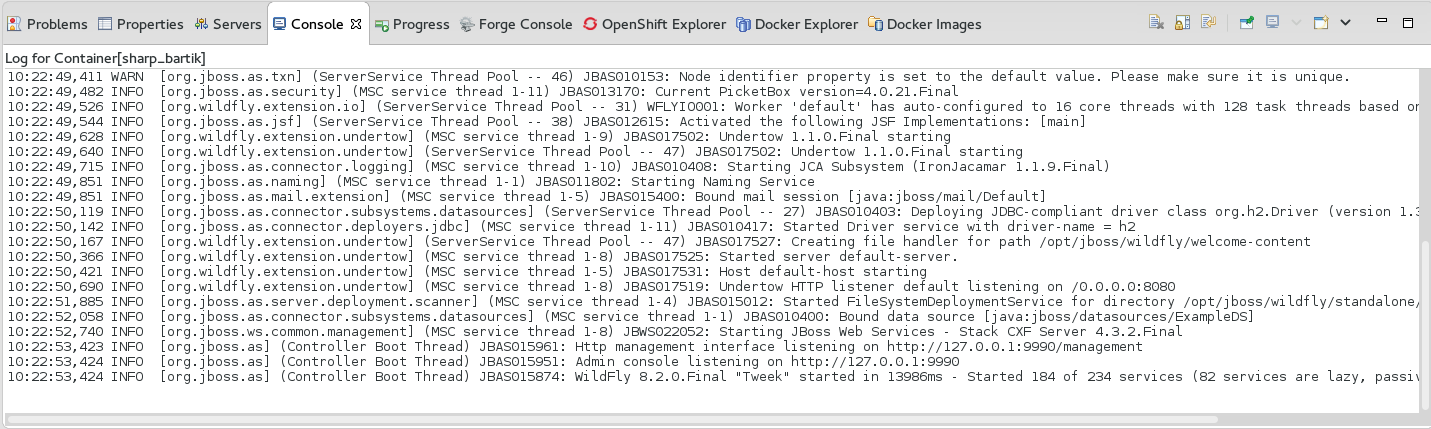 Problems Properties Servers Console Progress Forge Console OpenShift Explorer Docker Explorer Docker Images
Log for Container[sharp_bartik]
10:22:49,411 WARN  [org.jboss.as.txn] (ServerService Thread Pool -- 46) JBAS010153: Node identifier property is set to the default value. Please make sure it is unique.
10:22:49,482 INFO  [org.jboss.as.security] (MSC service thread 1-11) JBAS013170: Current PicketBox version=4.0.21.Final
10:22:49,526 INFO  [org.wildfly.extension.io] (ServerService Thread Pool -- 31) WFLYIO001: Worker 'default' has auto-configured to 16 core threads with 128 task threads based on
10:22:49,544 INFO  [org.jboss.as.jsf] (ServerService Thread Pool -- 38) JBAS012615: Activated the following JSF Implementations: [main]
10:22:49,628 INFO  [org.wildfly.extension.undertow] (MSC service thread 1-9) JBAS017502: Undertow 1.1.0.Final starting
10:22:49,640 INFO  [org.wildfly.extension.undertow] (ServerService Thread Pool -- 47) JBAS017502: Undertow 1.1.0.Final starting
10:22:49,715 INFO  [org.jboss.as.connector.logging] (MSC service thread 1-10) JBAS010408: Starting JCA Subsystem (IronJacamar 1.1.9.Final)
10:22:49,851 INFO  [org.jboss.as.naming] (MSC service thread 1-1) JBAS011802: Starting Naming Service
10:22:49,851 INFO  [org.jboss.as.mail.extension] (MSC service thread 1-5) JBAS015400: Bound mail session [java:jboss/mail/Default]
10:22:50,119 INFO  [org.jboss.as.connector.subsystems.datasources] (ServerService Thread Pool -- 27) JBAS010403: Deploying JDBC-compliant driver class org.h2.Driver (version 1.3
10:22:50,142 INFO  [org.jboss.as.connector.deployers.jdbc] (MSC service thread 1-11) JBAS010417: Started Driver service with driver-name = h2
10:22:50,167 INFO  [org.wildfly.extension.undertow] (ServerService Thread Pool -- 47) JBAS017527: Creating file handler for path /opt/jboss/wildfly/welcome-content
10:22:50,366 INFO  [org.wildfly.extension.undertow] (MSC service thread 1-8) JBAS017525: Started server default-server.
10:22:50,421 INFO  [org.wildfly.extension.undertow] (MSC service thread 1-5) JBAS017531: Host default-host starting
10:22:50,690 INFO  [org.wildfly.extension.undertow] (MSC service thread 1-8) JBAS017519: Undertow HTTP listener default listening on /0.0.0.0:8080
10:22:51,885 INFO  [org.jboss.as.server.deployment.scanner] (MSC service thread 1-4) JBAS015012: Started FileSystemDeploymentService for directory /opt/jboss/wildfly/standalone/
10:22:52,058 INFO  [org.jboss.as.connector.subsystems.datasources] (MSC service thread 1-1) JBAS010400: Bound data source [java:jboss/datasources/ExampleDS]
10:22:52,740 INFO  [org.jboss.ws.common.management] (MSC service thread 1-8) JBWS022052: Starting JBoss Web Services - Stack CXF Server 4.3.2.Final
10:22:53,423 INFO  [org.jboss.as] (Controller Boot Thread) JBAS015961: Http management interface listening on http://127.0.0.1:9990/management
10:22:53,424 INFO  [org.jboss.as] (Controller Boot Thread) JBAS015951: Admin console listening on http://127.0.0.1:9990
10:22:53,424 INFO  [org.jboss.as] (Controller Boot Thread) JBAS015874: WildFly 8.2.0.Final "Tweek" started in 13986ms - Started 184 of 234 services (82 services are lazy, passiv